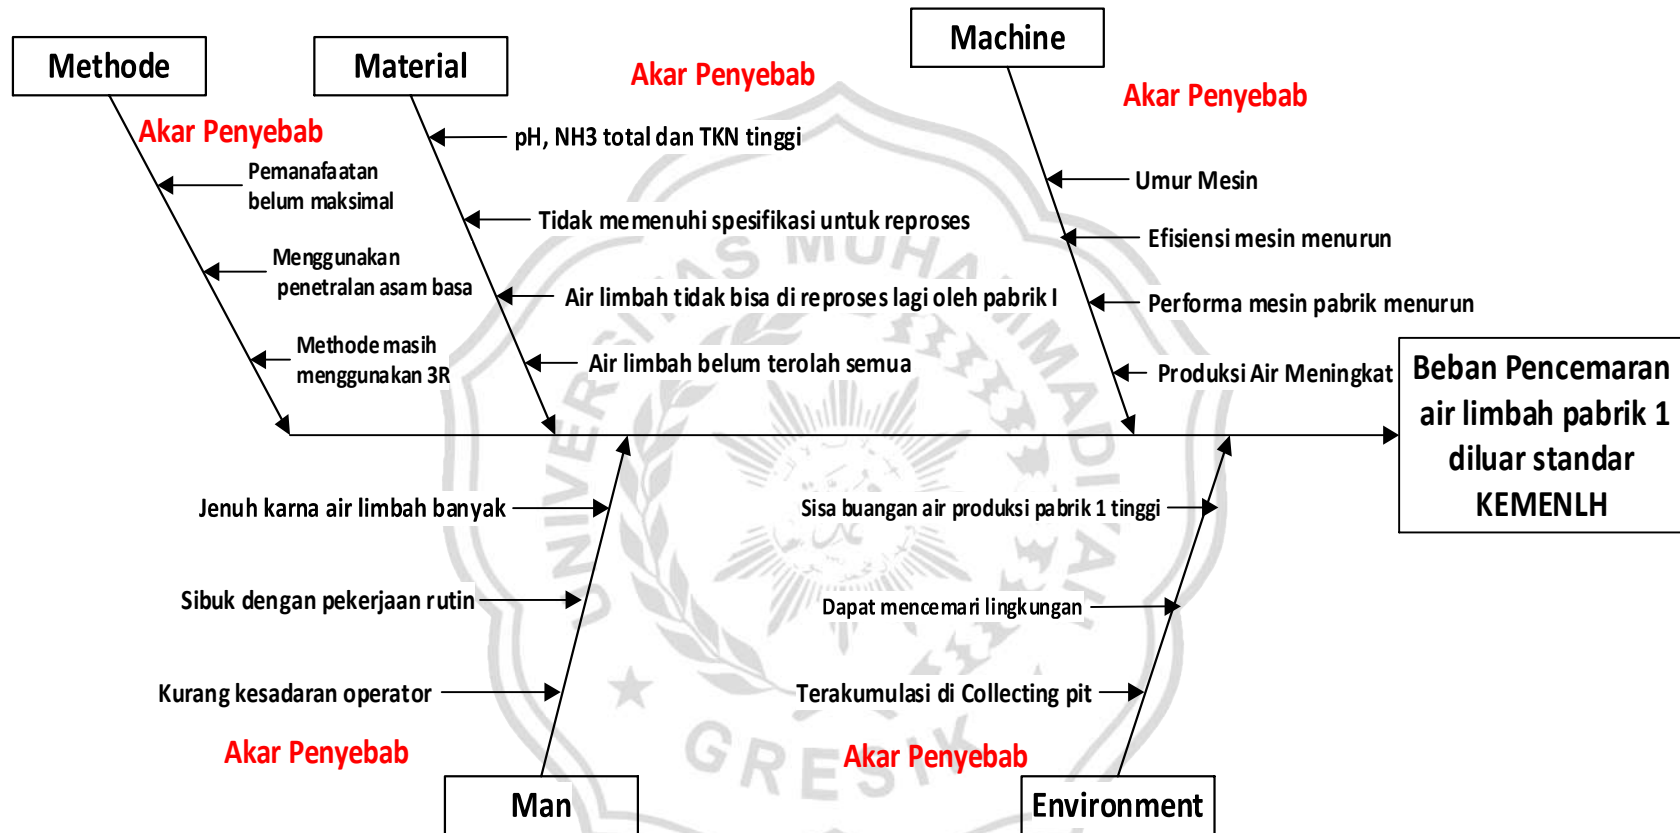 Methode
Material
Machine
Akar Penyebab
Akar Penyebab
Akar Penyebab
Pemanafaatan
belum maksimal
Menggunakan
penetralan asam basa
Methode masih
menggunakan 3R
pH, NH3 total dan TKN tinggi
Tidak memenuhi spesifikasi untuk reproses
Air limbah tidak bisa di reproses lagi oleh pabrik I
Air limbah belum terolah semua
Umur Mesin
Efisiensi mesin menurun
Performa mesin pabrik menurun
Produksi Air Meningkat
Beban Pencemaran
air limbah pabrik 1
diluar standar
KEMENLH
Jenuh karna air limbah banyak
Sibuk dengan pekerjaan rutin
Kurang kesadaran operator
Akar Penyebab
Man
Sisa buangan air produksi pabrik 1 tinggi
Dapat mencemari lingkungan
Terakumulasi di Collecting pit
Akar Penyebab
Environment
UNIVERSITAS MUHAMMADIYAH
GRESIK